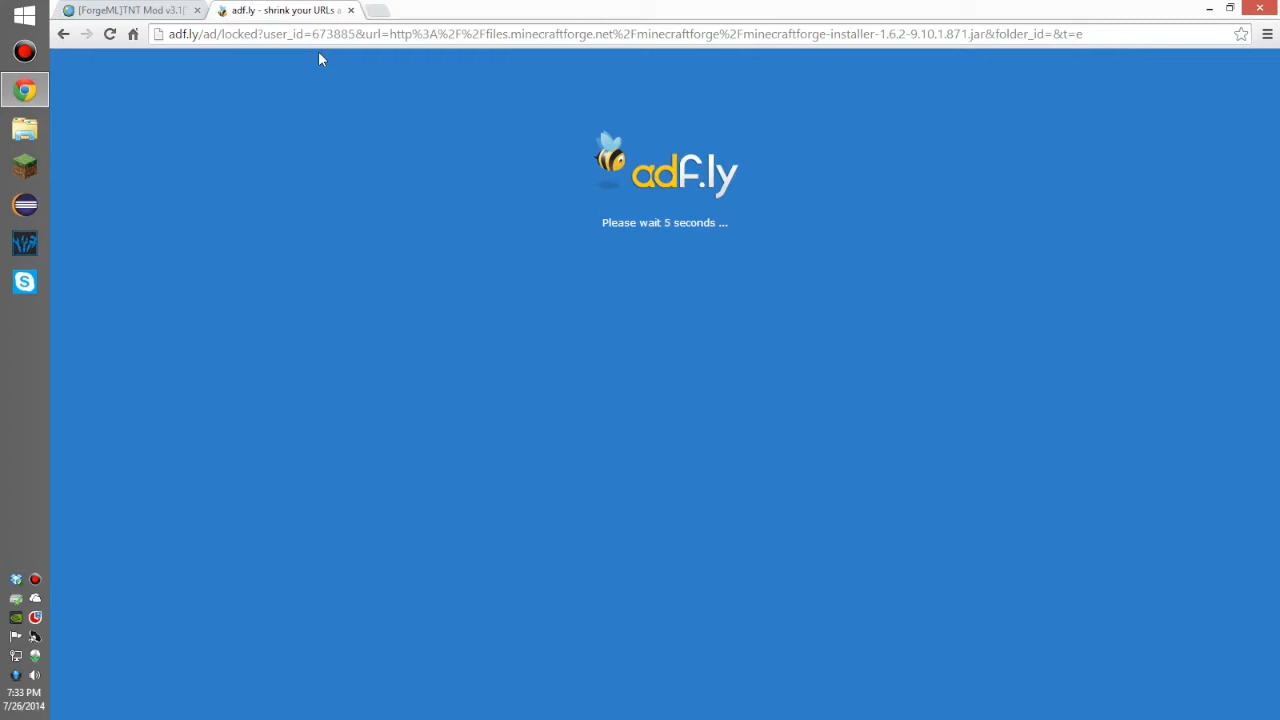 [ForgeML]TNT Mod v3.1[
adf.ly - shrink your URLs a
adf.ly/ad/locked?user_id=673885&url=http%3A%2F%2Ffiles.minecraftforge.net%2Fminecraftforge%2Fminecraftforge-installer-1.6.2-9.10.1.871.jar&folder_id=&t=e
adf.ly
Please wait 5 seconds ...
7:33 PM
7/26/2014